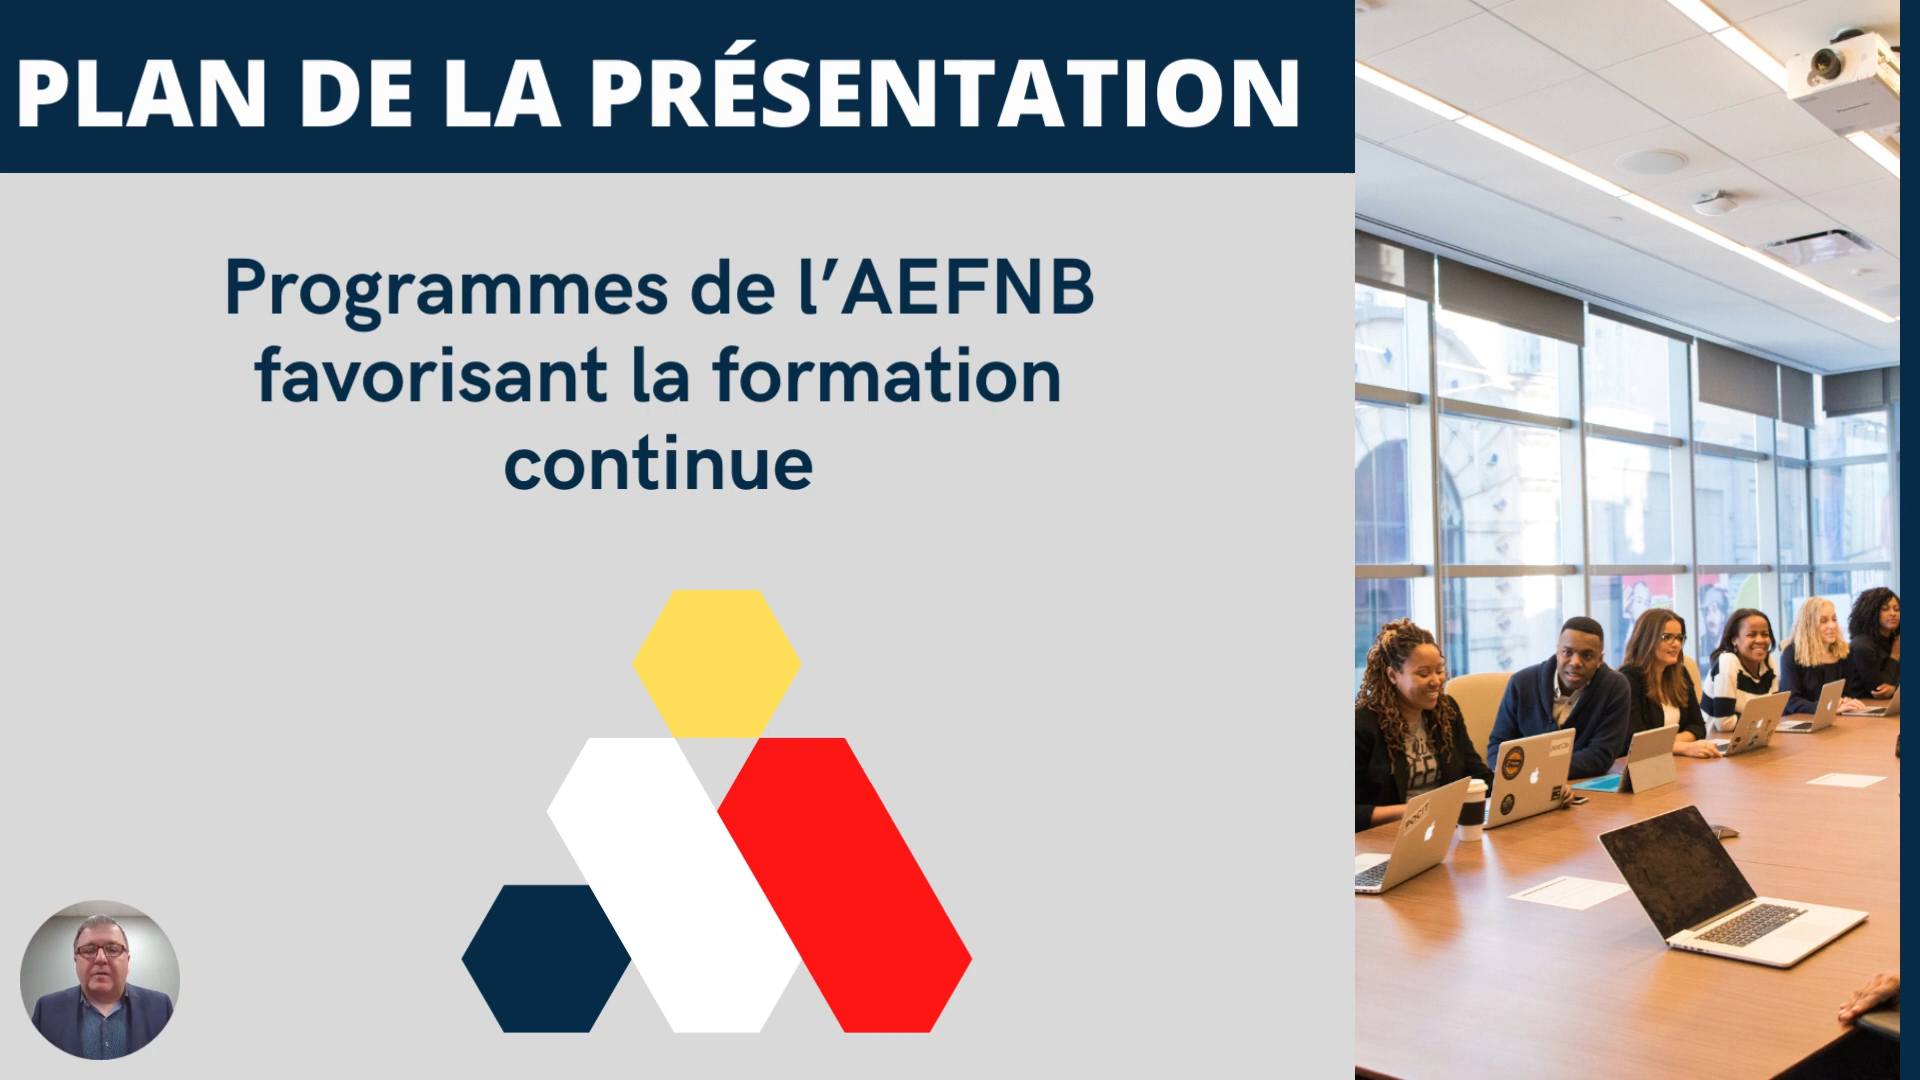 PLAN DE LA PRÉSENTATION
Programmes de l’AEFNB
favorisant la formation
continue